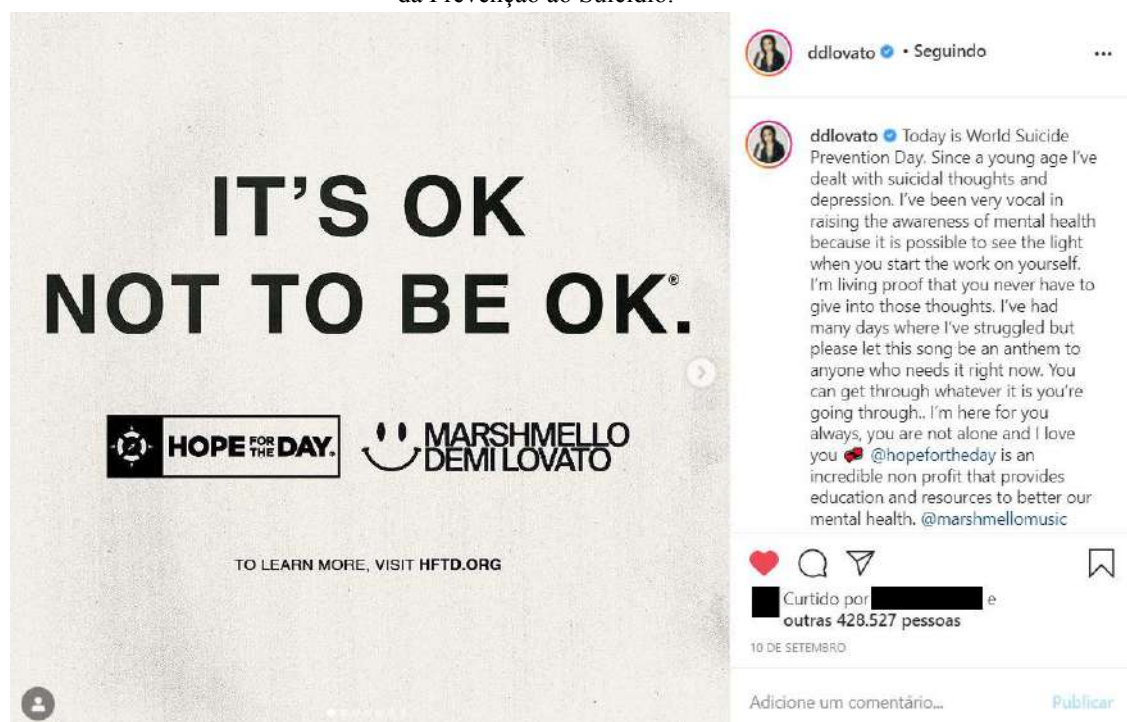 da Prevenção ao Suicídio.
IT'S OK
NOT TO BE OK.®
HOPE FOR THE DAY.
MARSHMELLO
DEMI LOVATO
TO LEARN MORE, VISIT HFTD.ORG
ddlovato • Seguindo
ddlovato Today is World Suicide
Prevention Day. Since a young age I've
dealt with suicidal thoughts and
depression. I've been very vocal in
raising the awareness of mental health
because it is possible to see the light
when you start the work on yourself.
I'm living proof that you never have to
give into those thoughts. I've had
many days where I've struggled but
please let this song be an anthem to
anyone who needs it right now. You
can get through whatever it is you're
going through.. I'm here for you
always, you are not alone and I love
you @hopefortheday is an
incredible non profit that provides
education and resources to better our
mental health. @marshmellomusic
Curtido por e
outras 428.527 pessoas
10 DE SETEMBRO
Adicione um comentário...
Publicar